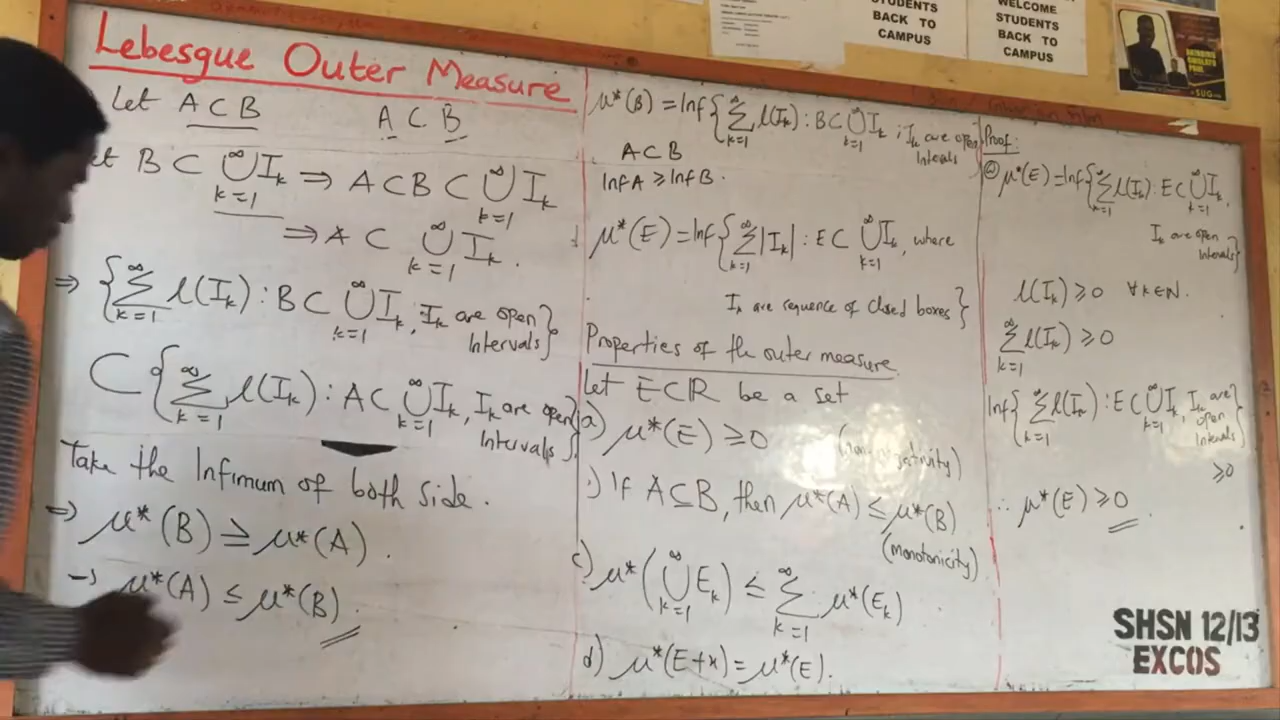 Lebesgue Outer Measure
Let A ⊂ B
A ⊂ B
B ⊂ ⋃_{k=1}^{∞} I_k ⇒ A ⊂ B ⊂ ⋃_{k=1}^{∞} I_k
⇒ A ⊂ ⋃_{k=1}^{∞} I_k .
⇒ {∑_{k=1}^{∞} l(I_k) : B ⊂ ⋃_{k=1}^{∞} I_k, I_k are open Intervals}
⊂ {∑_{k=1}^{∞} l(I_k) : A ⊂ ⋃_{k=1}^{∞} I_k, I_k are open Intervals}.
Take the Infimum of both side.
⇒ μ*(B) ≥ μ*(A).
⇒ μ*(A) ≤ μ*(B).
μ*(B) = Inf{∑_{k=1}^{∞} l(I_k) : B ⊂ ⋃_{k=1}^{∞} I_k ; I_k are open Intervals
A ⊂ B
Inf A ≥ Inf B.
μ*(E) = Inf{∑_{k=1}^{∞} |I_k| : E ⊂ ⋃_{k=1}^{∞} I_k, where
I_k are sequence of closed boxes}
Properties of the outer measure
Let E ⊂ ℝ be a set
a) μ*(E) ≥ 0 (non-negativity)
) If A ⊆ B, then μ*(A) ≤ μ*(B)
(monotonicity)
c) μ*(⋃_{k=1}^{∞} E_k) ≤ ∑_{k=1}^{∞} μ*(E_k)
d) μ*(E+x) = μ*(E).
Proof:
ⓐ μ*(E) = Inf{∑_{k=1}^{∞} l(I_k) : E ⊂ ⋃_{k=1}^{∞} I_k,
I_k are open Intervals}
l(I_k) ≥ 0 ∀ k ∈ N.
∑_{k=1}^{∞} l(I_k) ≥ 0
Inf{∑_{k=1}^{∞} l(I_k) : E ⊂ ⋃_{k=1}^{∞} I_k, I_k are open Intervals}
≥ 0
∴ μ*(E) ≥ 0
SHSN 12/13
EXCOS
STUDENTS
BACK TO
CAMPUS
WELCOME
STUDENTS
BACK TO
CAMPUS
SUG